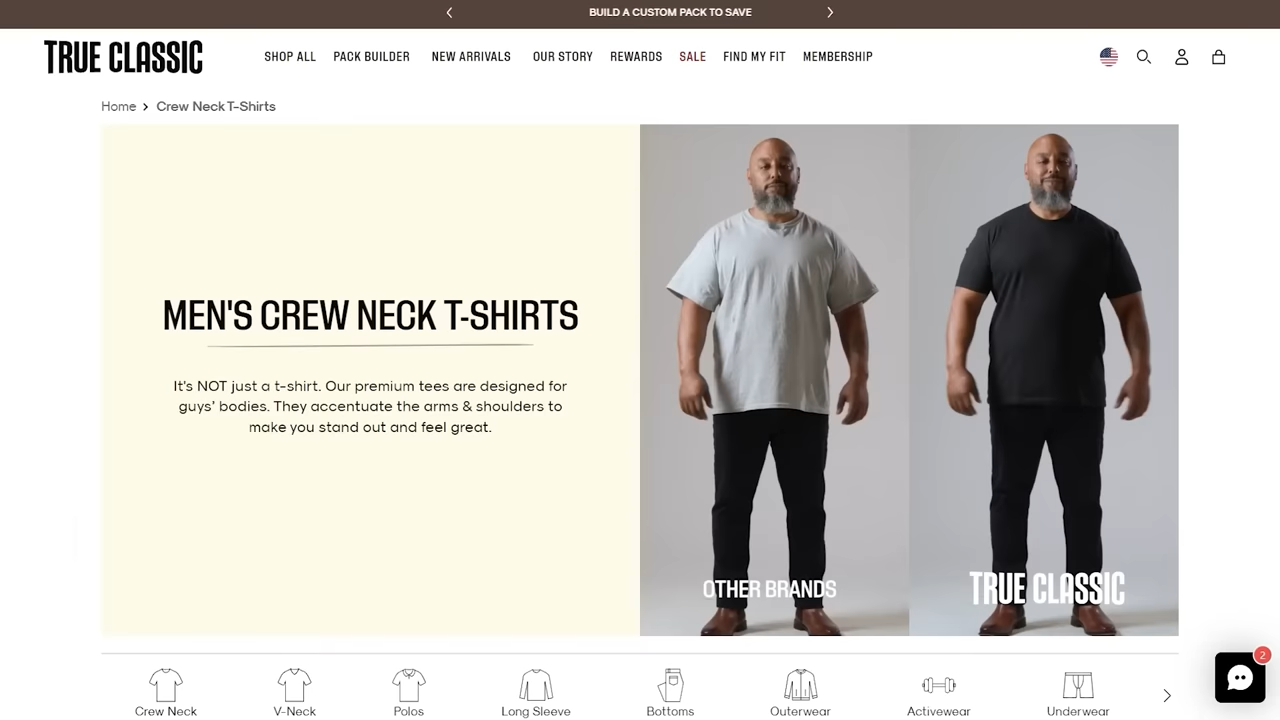 BUILD A CUSTOM PACK TO SAVE
TRUE CLASSIC
SHOP ALL PACK BUILDER NEW ARRIVALS OUR STORY REWARDS SALE FIND MY FIT MEMBERSHIP
Home > Crew Neck T-Shirts
MEN'S CREW NECK T-SHIRTS
It's NOT just a t-shirt. Our premium tees are designed for
guys' bodies. They accentuate the arms & shoulders to
make you stand out and feel great.
OTHER BRANDS
TRUE CLASSIC
Crew Neck V-Neck Polos Long Sleeve Bottoms Outerwear Activewear Underwear
2